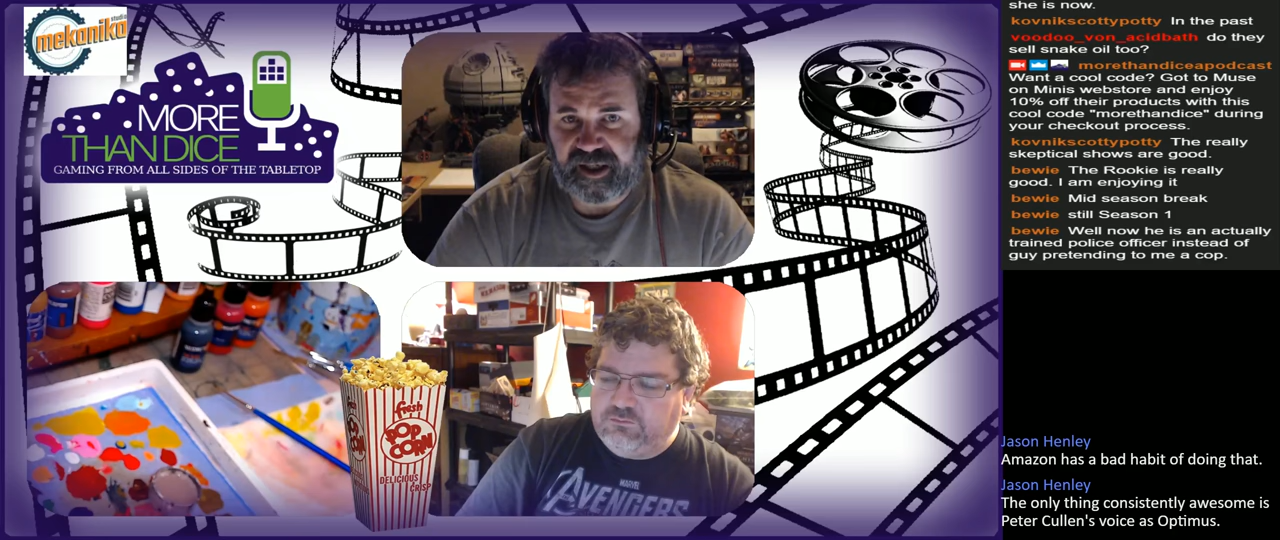 mekanika
studio
MORE
THAN DICE
GAMING FROM ALL SIDES OF THE TABLETOP
fresh
POP
CORN
DELICIOUS
CRISP
MARVEL
AVENGERS
she is now.
kovnikscottypotty In the past
voodoo_von_acidbath do they
sell snake oil too?
morethandiceapodcast
Want a cool code? Got to Muse
on Minis webstore and enjoy
10% off their products with this
cool code "morethandice" during
your checkout process.
kovnikscottypotty The really
skeptical shows are good.
bewie The Rookie is really
good. I am enjoying it
bewie Mid season break
bewie still Season 1
bewie Well now he is an actually
trained police officer instead of
guy pretending to me a cop.
Jason Henley
Amazon has a bad habit of doing that.
Jason Henley
The only thing consistently awesome is
Peter Cullen's voice as Optimus.